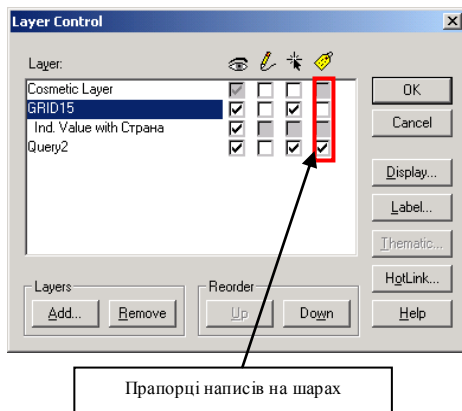 Layer Control
Layer:
Cosmetic Layer
GRID15
Ind. Value with Страна
Query2
OK
Cancel
Display...
Label...
Thematic...
HotLink...
Help
Layers
Add...
Remove
Reorder
Up
Down
Прапорці написів на шарах